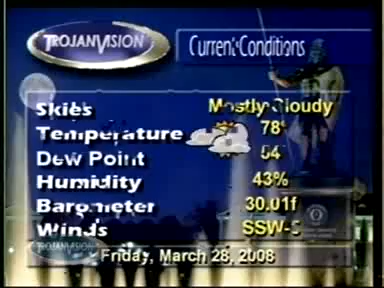 TROJANVISION
Current Conditions
Skies Mostly Cloudy
Temperature 78°
Dew Point 54°
Humidity 43%
Barometer 30.01f
Winds SSW-
Friday, March 28, 2008
TROJANVISION